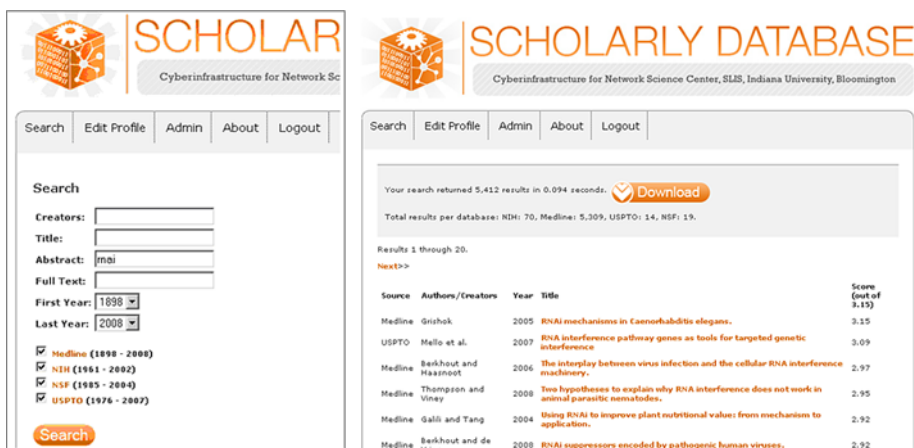 SCHOLAR
Cyberinfrastructure for Network Sc
Search Edit Profile Admin About Logout
Search
Creators:
Title:
Abstract: rnai
Full Text:
First Year: 1898
Last Year: 2008
Medline (1898 - 2008)
NIH (1961 - 2002)
NSF (1985 - 2004)
USPTO (1976 - 2007)
Search
SCHOLARLY DATABASE
Cyberinfrastructure for Network Science Center, SLIS, Indiana University, Bloomington
Search Edit Profile Admin About Logout
Your search returned 5,412 results in 0.094 seconds. Download
Total results per database: NIH: 70, Medline: 5,309, USPTO: 14, NSF: 19.
Results 1 through 20.
Next>>
Source Authors/Creators Year Title Score (out of 3.15)
Medline Grishok 2005 RNAi mechanisms in Caenorhabditis elegans. 3.15
USPTO Mello et al. 2007 RNA interference pathway genes as tools for targeted genetic interference 3.09
Medline Berkhout and Haasnoot 2006 The interplay between virus infection and the cellular RNA interference machinery. 2.97
Medline Thompson and Viney 2008 Two hypotheses to explain why RNA interference does not work in animal parasitic nematodes. 2.95
Medline Galili and Tang 2004 Using RNAi to improve plant nutritional value: from mechanism to application. 2.92
Medline Berkhout and de 2008 RNAi suppressors encoded by pathogenic human viruses. 2.92